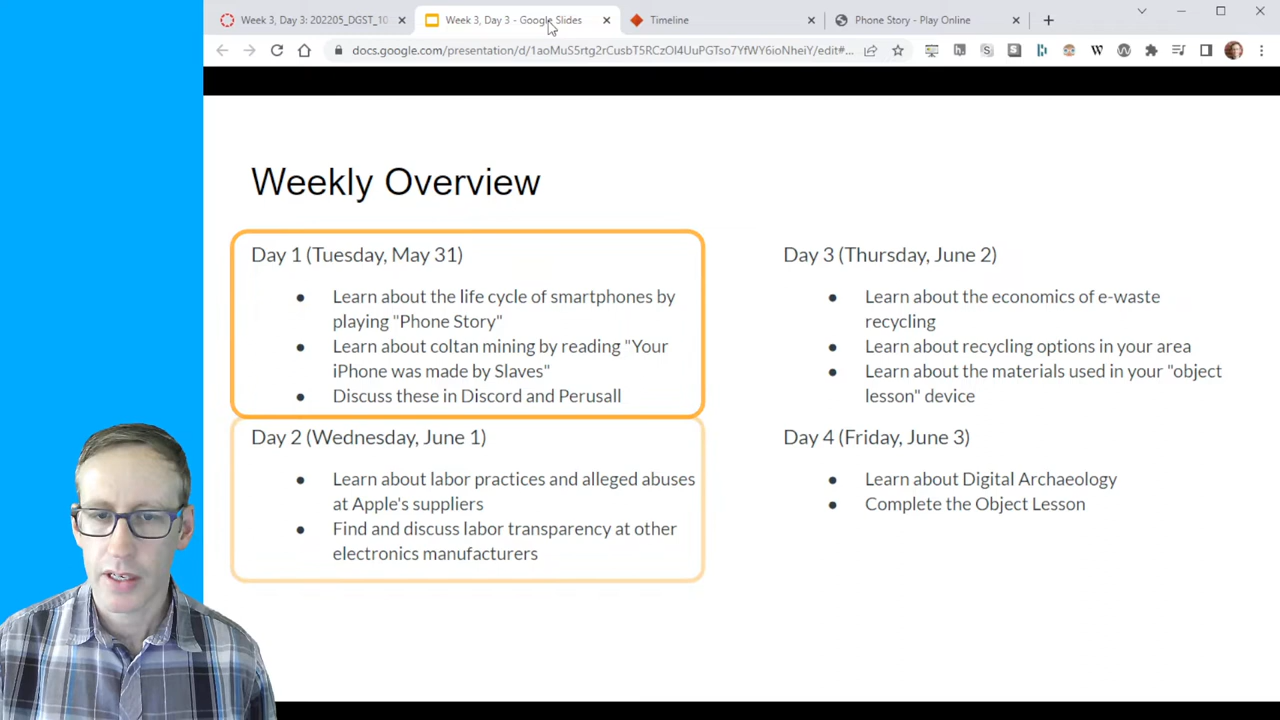 Week 3, Day 3: 202205_DGST_10
Week 3, Day 3 - Google Slides
Timeline
Phone Story - Play Online
docs.google.com/presentation/d/1aoMuS5rtg2rCusbT5RCzOl4UuPGTso7YfWY6ioNheiY/edit#...
Weekly Overview
Day 1 (Tuesday, May 31)
● Learn about the life cycle of smartphones by
playing "Phone Story"
● Learn about coltan mining by reading "Your
iPhone was made by Slaves"
● Discuss these in Discord and Perusall
Day 2 (Wednesday, June 1)
● Learn about labor practices and alleged abuses
at Apple's suppliers
● Find and discuss labor transparency at other
electronics manufacturers
Day 3 (Thursday, June 2)
● Learn about the economics of e-waste
recycling
● Learn about recycling options in your area
● Learn about the materials used in your "object
lesson" device
Day 4 (Friday, June 3)
● Learn about Digital Archaeology
● Complete the Object Lesson